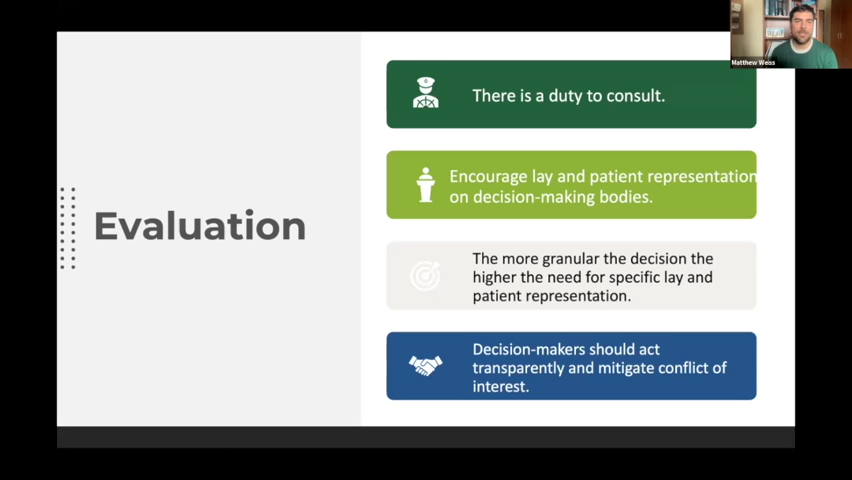 Matthew Weiss
Evaluation
There is a duty to consult.
Encourage lay and patient representation
on decision-making bodies.
The more granular the decision the
higher the need for specific lay and
patient representation.
Decision-makers should act
transparently and mitigate conflict of
interest.